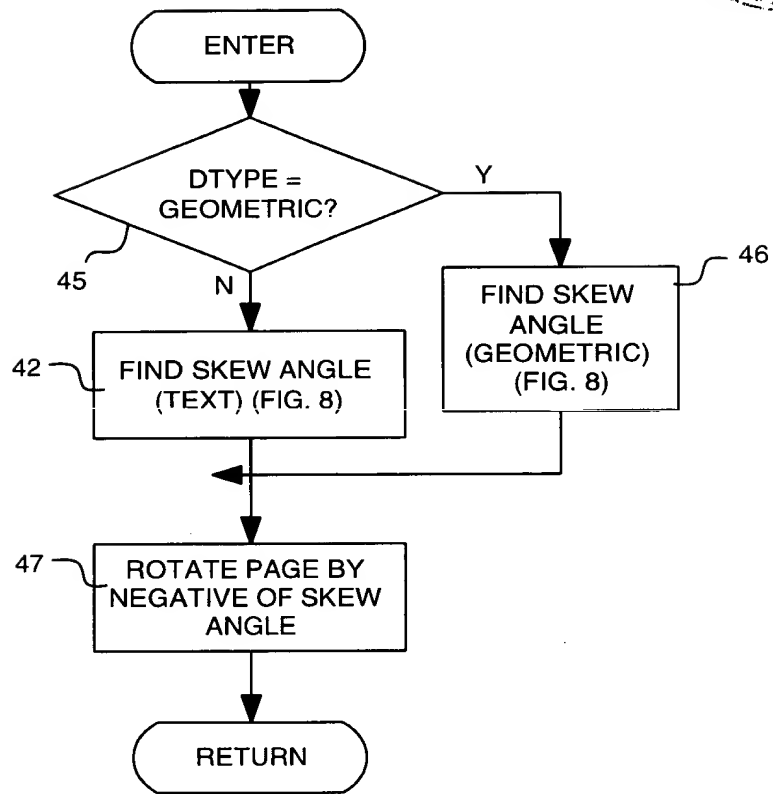 ENTER
DTYPE =
GEOMETRIC?
Y
45
N
46
FIND SKEW
ANGLE
(GEOMETRIC)
(FIG. 8)
42
FIND SKEW ANGLE
(TEXT) (FIG. 8)
47
ROTATE PAGE BY
NEGATIVE OF SKEW
ANGLE
RETURN